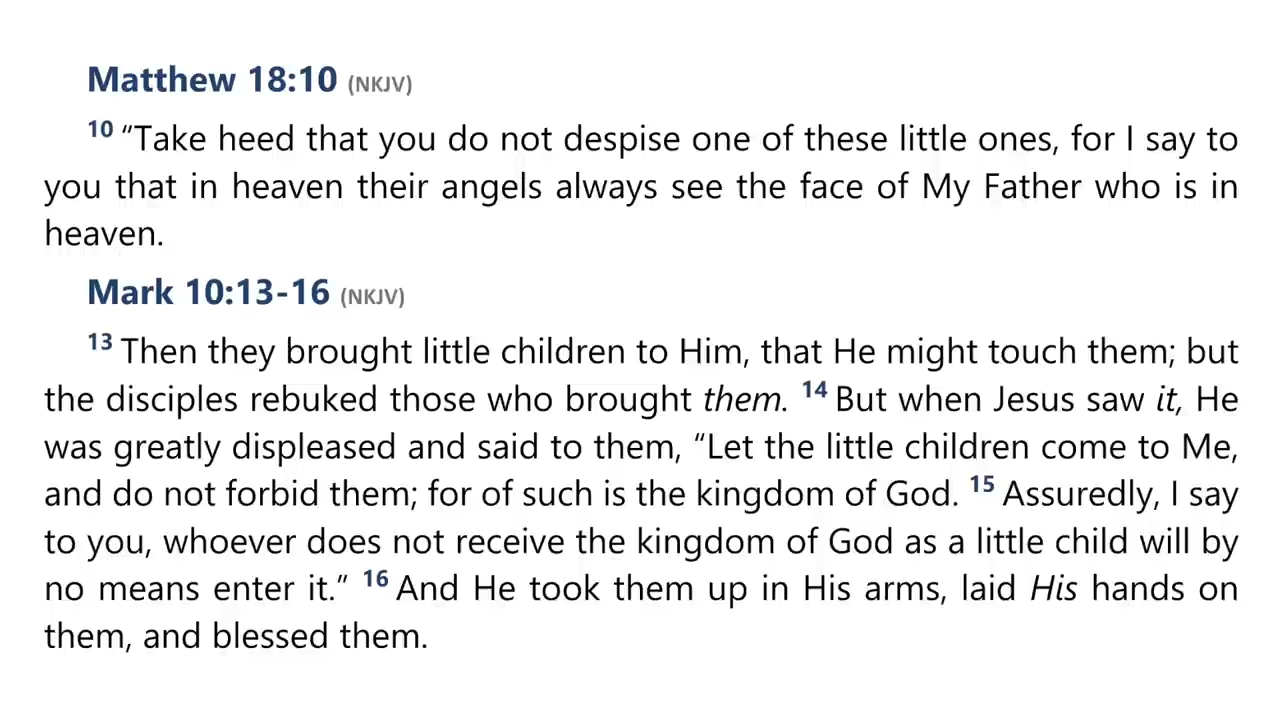 Matthew 18:10 (NKJV)
10 “Take heed that you do not despise one of these little ones, for I say to
you that in heaven their angels always see the face of My Father who is in
heaven.
Mark 10:13-16 (NKJV)
13 Then they brought little children to Him, that He might touch them; but
the disciples rebuked those who brought them. 14 But when Jesus saw it, He
was greatly displeased and said to them, “Let the little children come to Me,
and do not forbid them; for of such is the kingdom of God. 15 Assuredly, I say
to you, whoever does not receive the kingdom of God as a little child will by
no means enter it.” 16 And He took them up in His arms, laid His hands on
them, and blessed them.